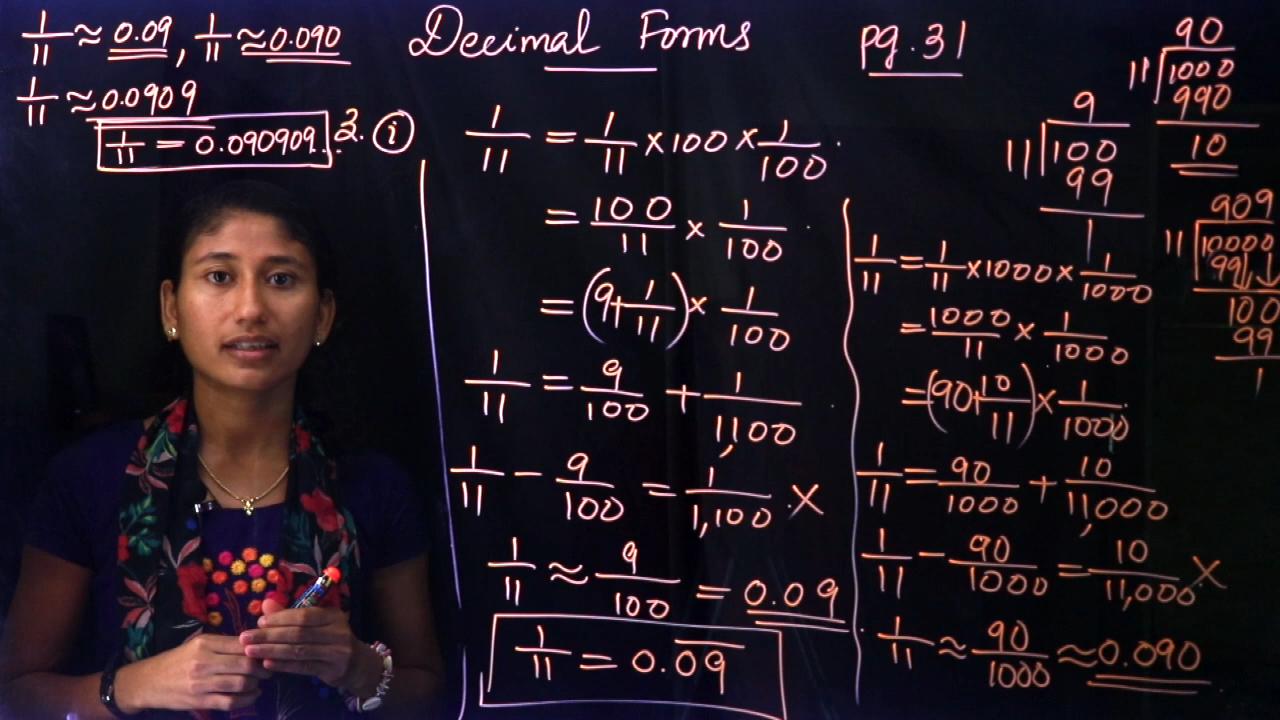 Decimal Forms pg.31
1/11 ≈ 0.09, 1/11 ≈ 0.090
1/11 ≈ 0.0909
1/11 = 0.090909...
2. (i)
1/11 = 1/11 × 100 × 1/100
= 100/11 × 1/100
= (9+1/11) × 1/100
1/11 = 9/100 + 1/1,100
1/11 - 9/100 = 1/1,100 ×
1/11 ≈ 9/100 = 0.09
1/11 = 0.0̅9̅
9
11)100
99
1
90
11)1000
990
10
909
11)10000
99↓↓
100
99
1
1/11 = 1/11 × 1000 × 1/1000
= 1000/11 × 1/1000
= (90+10/11) × 1/1000
1/11 = 90/1000 + 10/11,000
1/11 - 90/1000 = 10/11,000 ×
1/11 ≈ 90/1000 ≈ 0.090